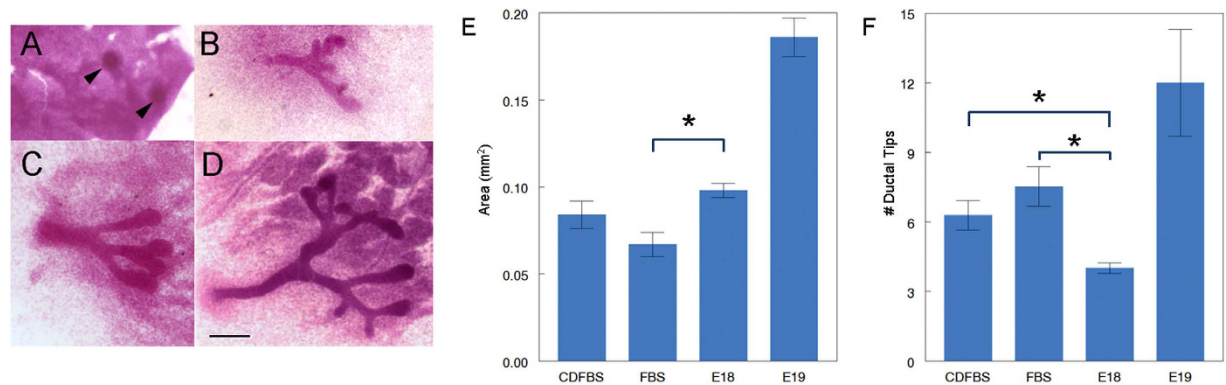 A
B
C
D
E
0.20
0.15
0.10
0.05
0.00
Area (mm²)
*
CDFBS FBS E18 E19
F
15
12
9
6
3
0
# Ductal Tips
*
*
CDFBS FBS E18 E19